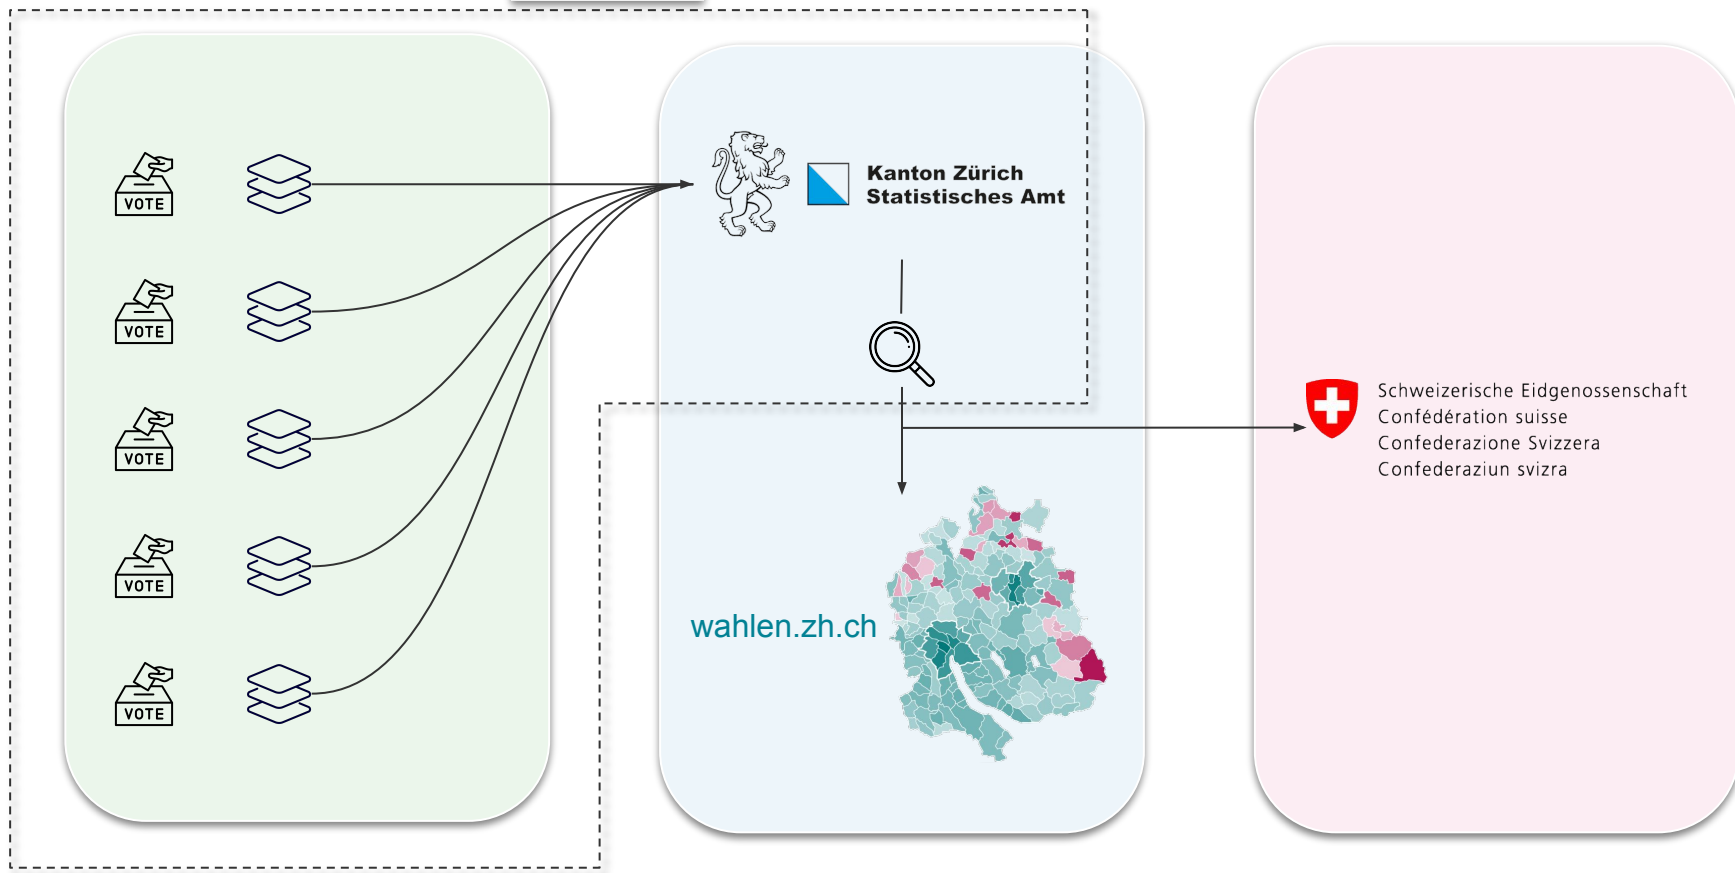 VOTE
VOTE
VOTE
VOTE
VOTE
Kanton Zürich
Statistisches Amt
wahlen.zh.ch
Schweizerische Eidgenossenschaft
Confédération suisse
Confederazione Svizzera
Confederaziun svizra